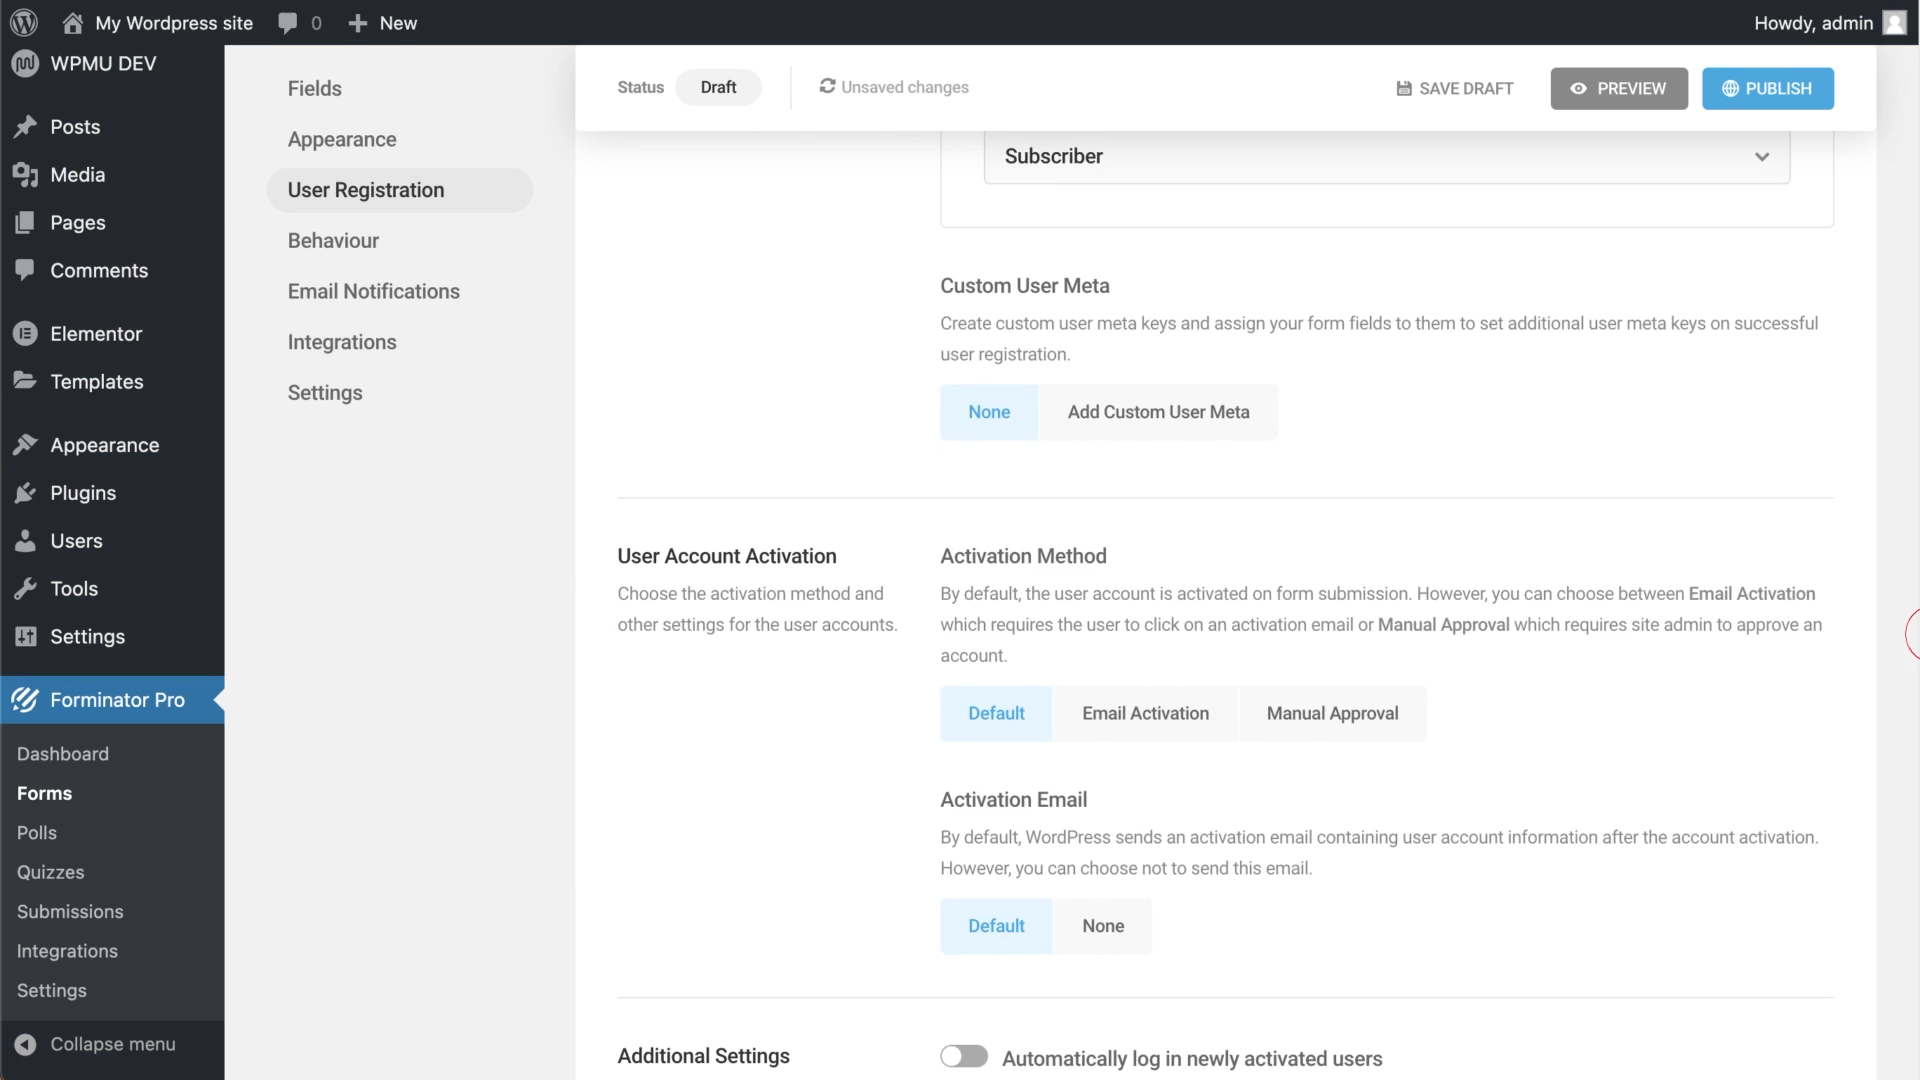 My Wordpress site
0
New
Howdy, admin
WPMU DEV
Posts
Media
Pages
Comments
Elementor
Templates
Appearance
Plugins
Users
Tools
Settings
Forminator Pro
Dashboard
Forms
Polls
Quizzes
Submissions
Integrations
Settings
Collapse menu
Fields
Appearance
User Registration
Behaviour
Email Notifications
Integrations
Settings
Status
Draft
Unsaved changes
SAVE DRAFT
PREVIEW
PUBLISH
Subscriber
Custom User Meta
Create custom user meta keys and assign your form fields to them to set additional user meta keys on successful
user registration.
None
Add Custom User Meta
User Account Activation
Choose the activation method and
other settings for the user accounts.
Activation Method
By default, the user account is activated on form submission. However, you can choose between Email Activation
which requires the user to click on an activation email or Manual Approval which requires site admin to approve an
account.
Default
Email Activation
Manual Approval
Activation Email
By default, WordPress sends an activation email containing user account information after the account activation.
However, you can choose not to send this email.
Default
None
Additional Settings
Automatically log in newly activated users